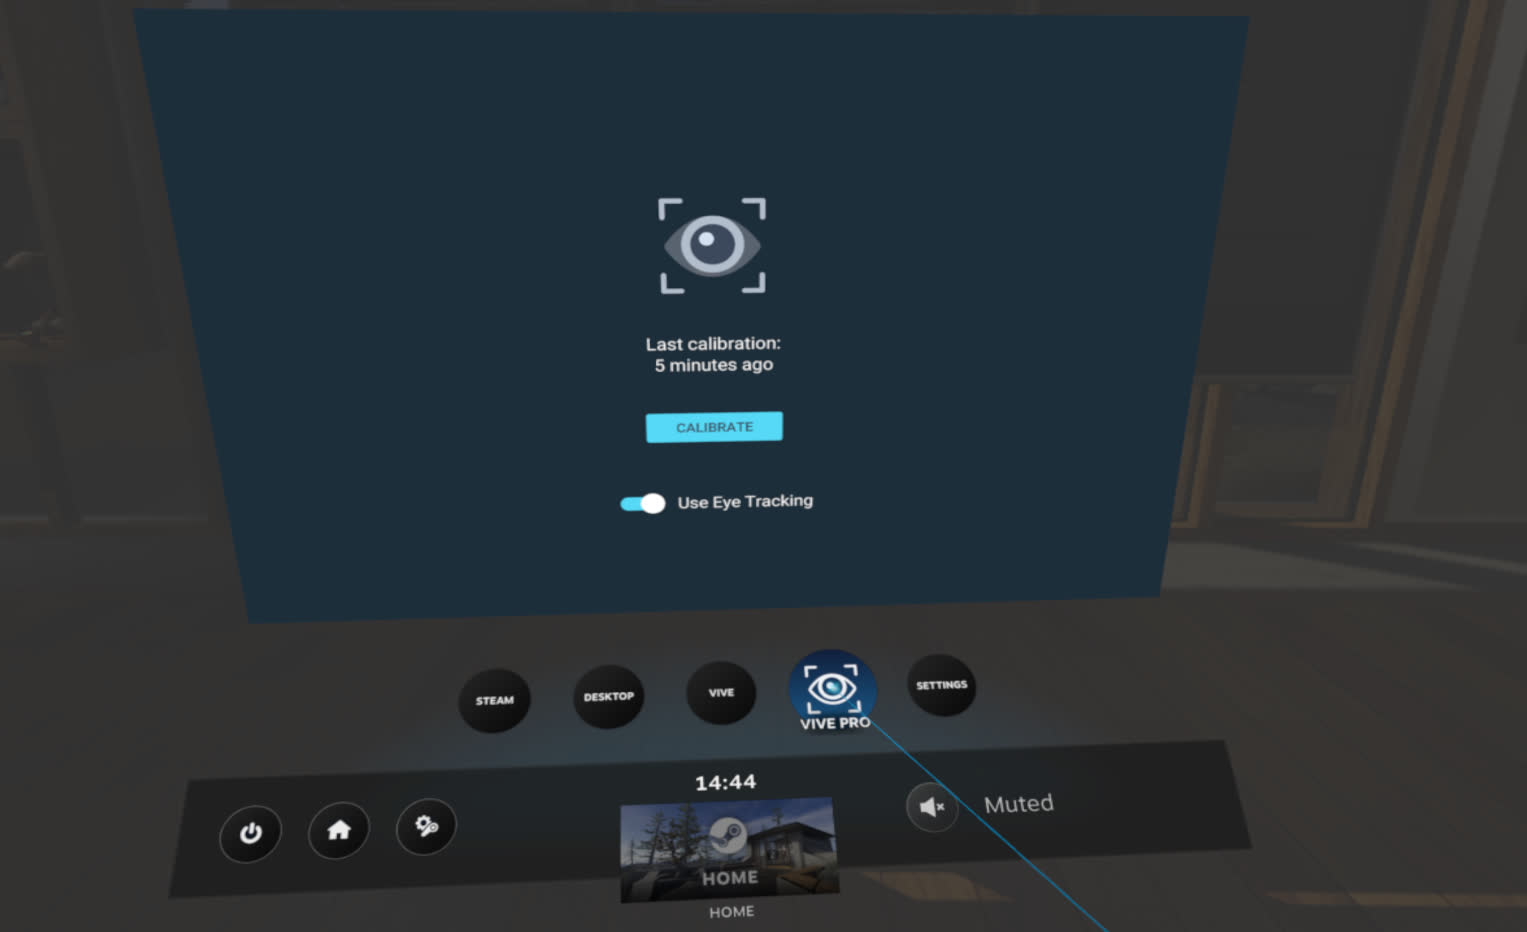 Last calibration:
5 minutes ago
CALIBRATE
Use Eye Tracking
STEAM
DESKTOP
VIVE
VIVE PRO
SETTINGS
14:44
Muted
HOME
HOME